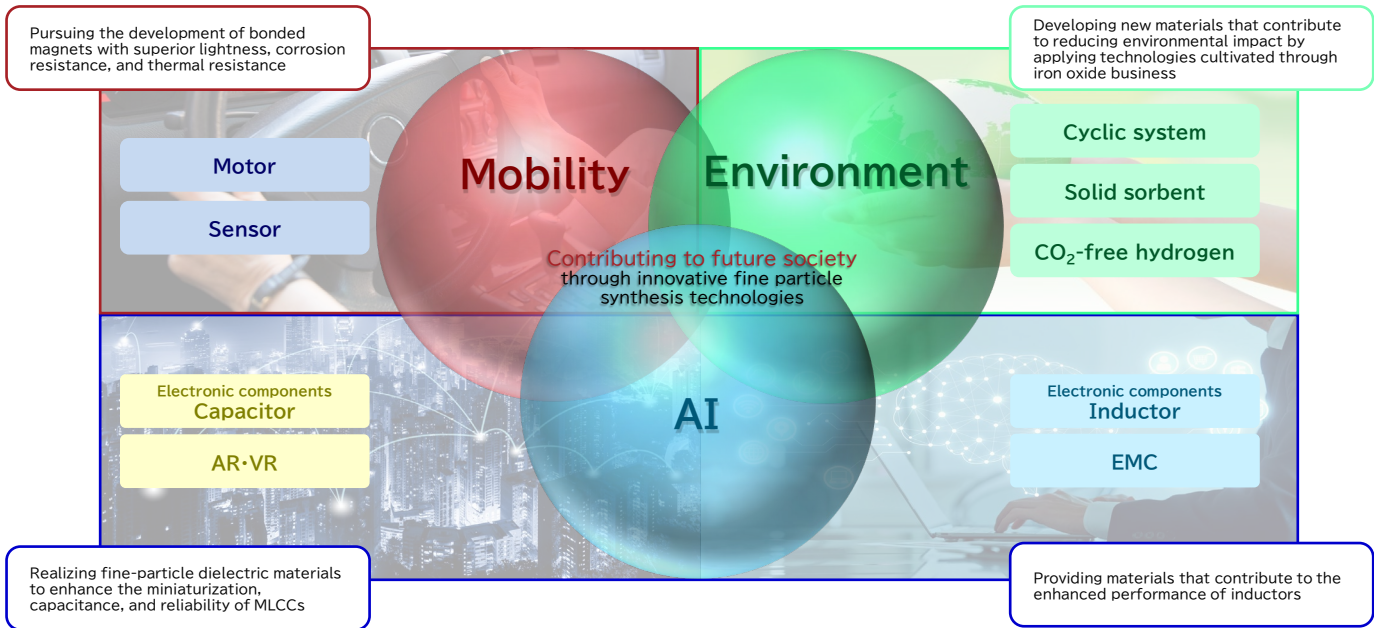 Pursuing the development of bonded
magnets with superior lightness, corrosion
resistance, and thermal resistance
Developing new materials that contribute
to reducing environmental impact by
applying technologies cultivated through
iron oxide business
Motor
Sensor
Mobility
Environment
Cyclic system
Solid sorbent
CO₂-free hydrogen
Contributing to future society
through innovative fine particle
synthesis technologies
Electronic components
Capacitor
AR・VR
AI
Electronic components
Inductor
EMC
Realizing fine-particle dielectric materials
to enhance the miniaturization,
capacitance, and reliability of MLCCs
Providing materials that contribute to the
enhanced performance of inductors